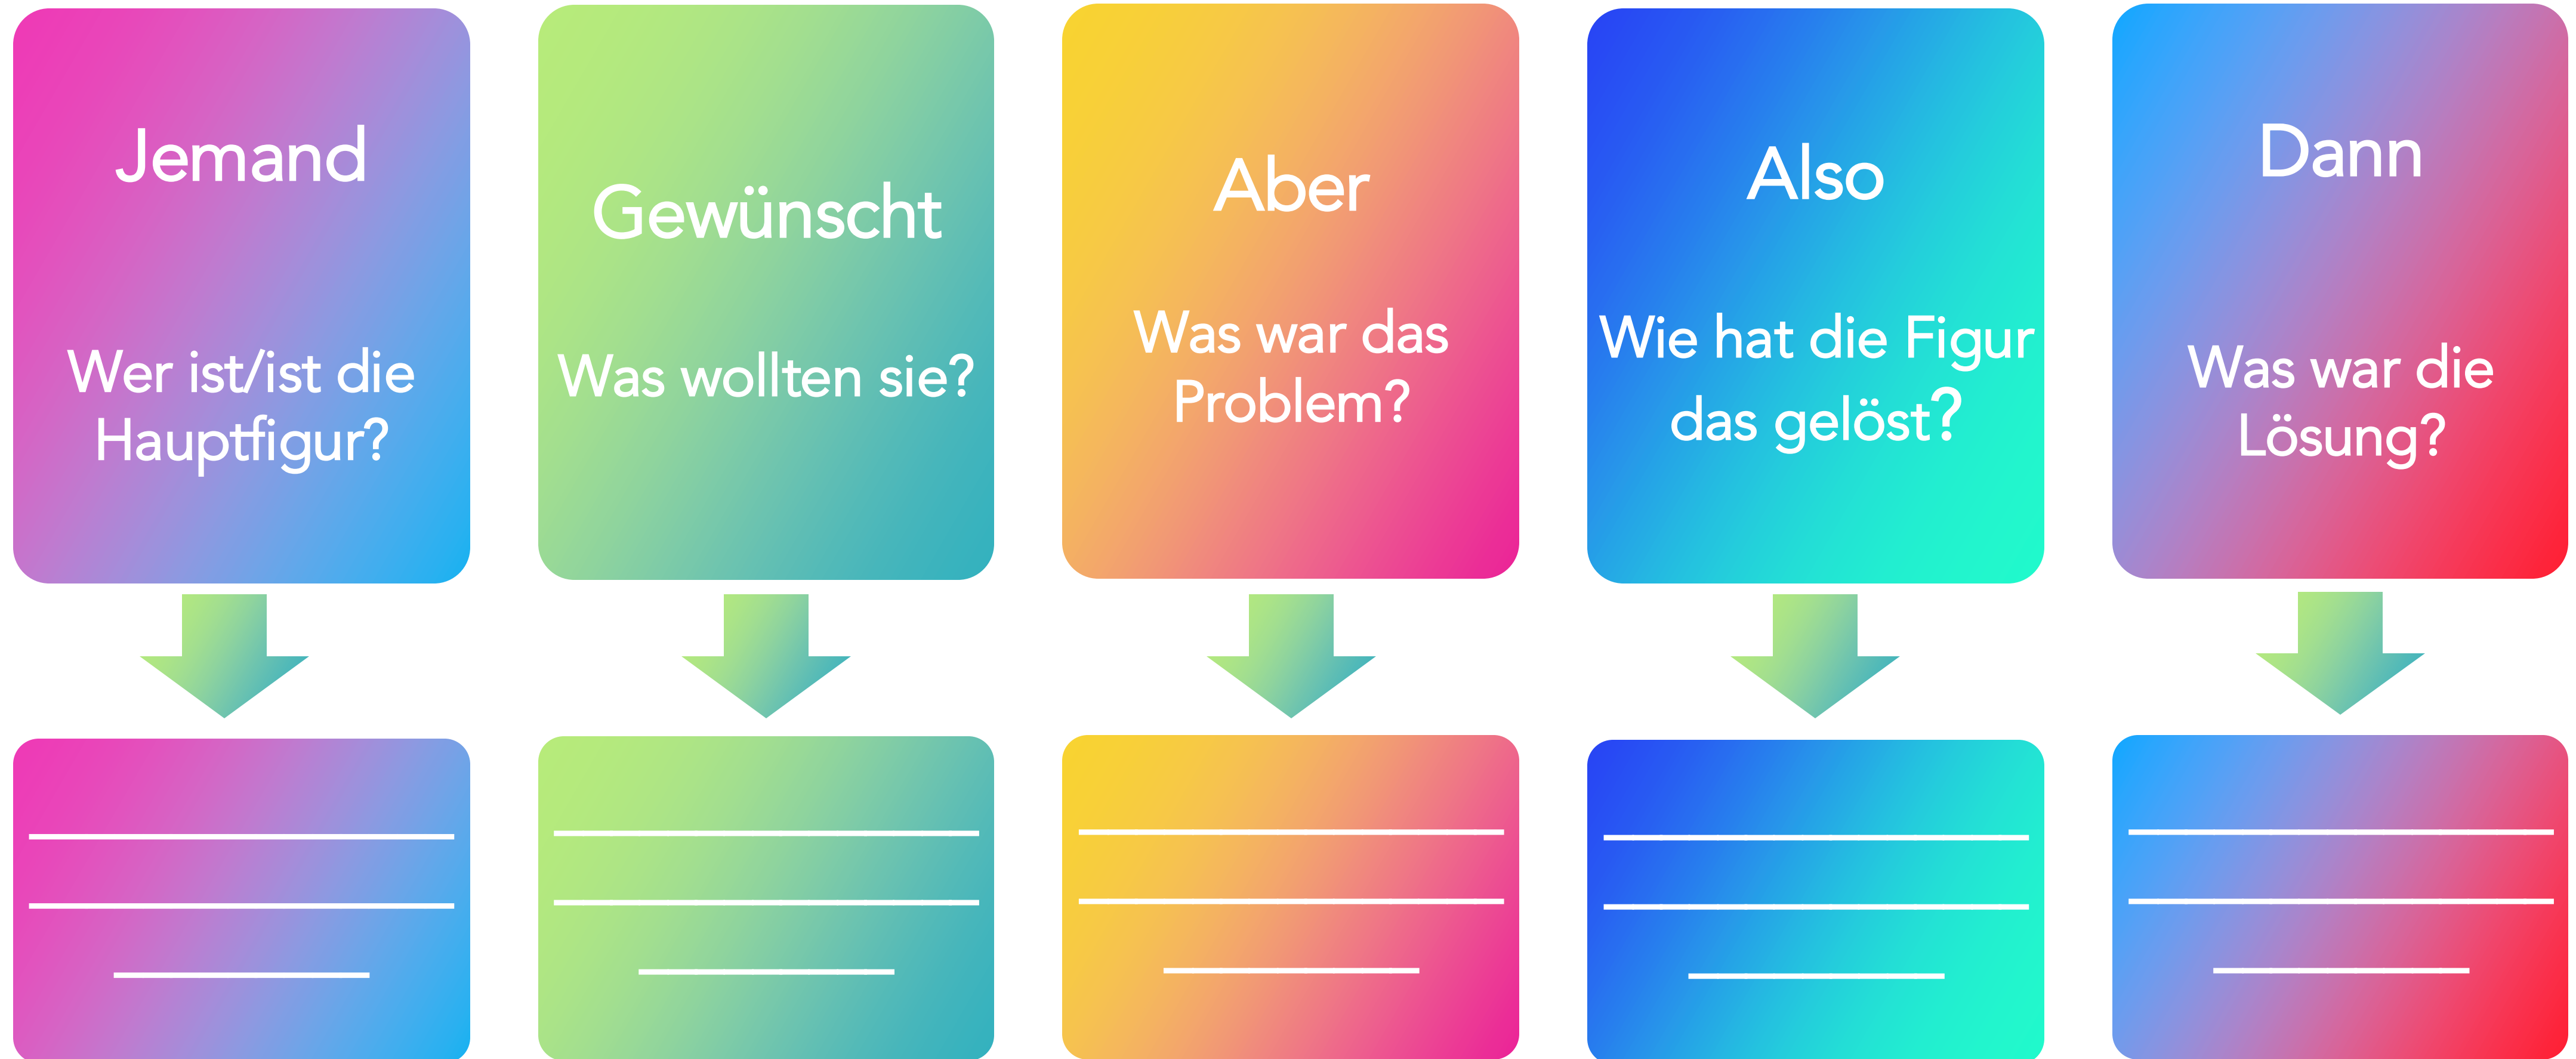 Jemand
Wer ist/ist die
Hauptfigur?
Gewünscht
Was wollten sie?
Aber
Was war das
Problem?
Also
Wie hat die Figur
das gelöst?
Dann
Was war die
Lösung?